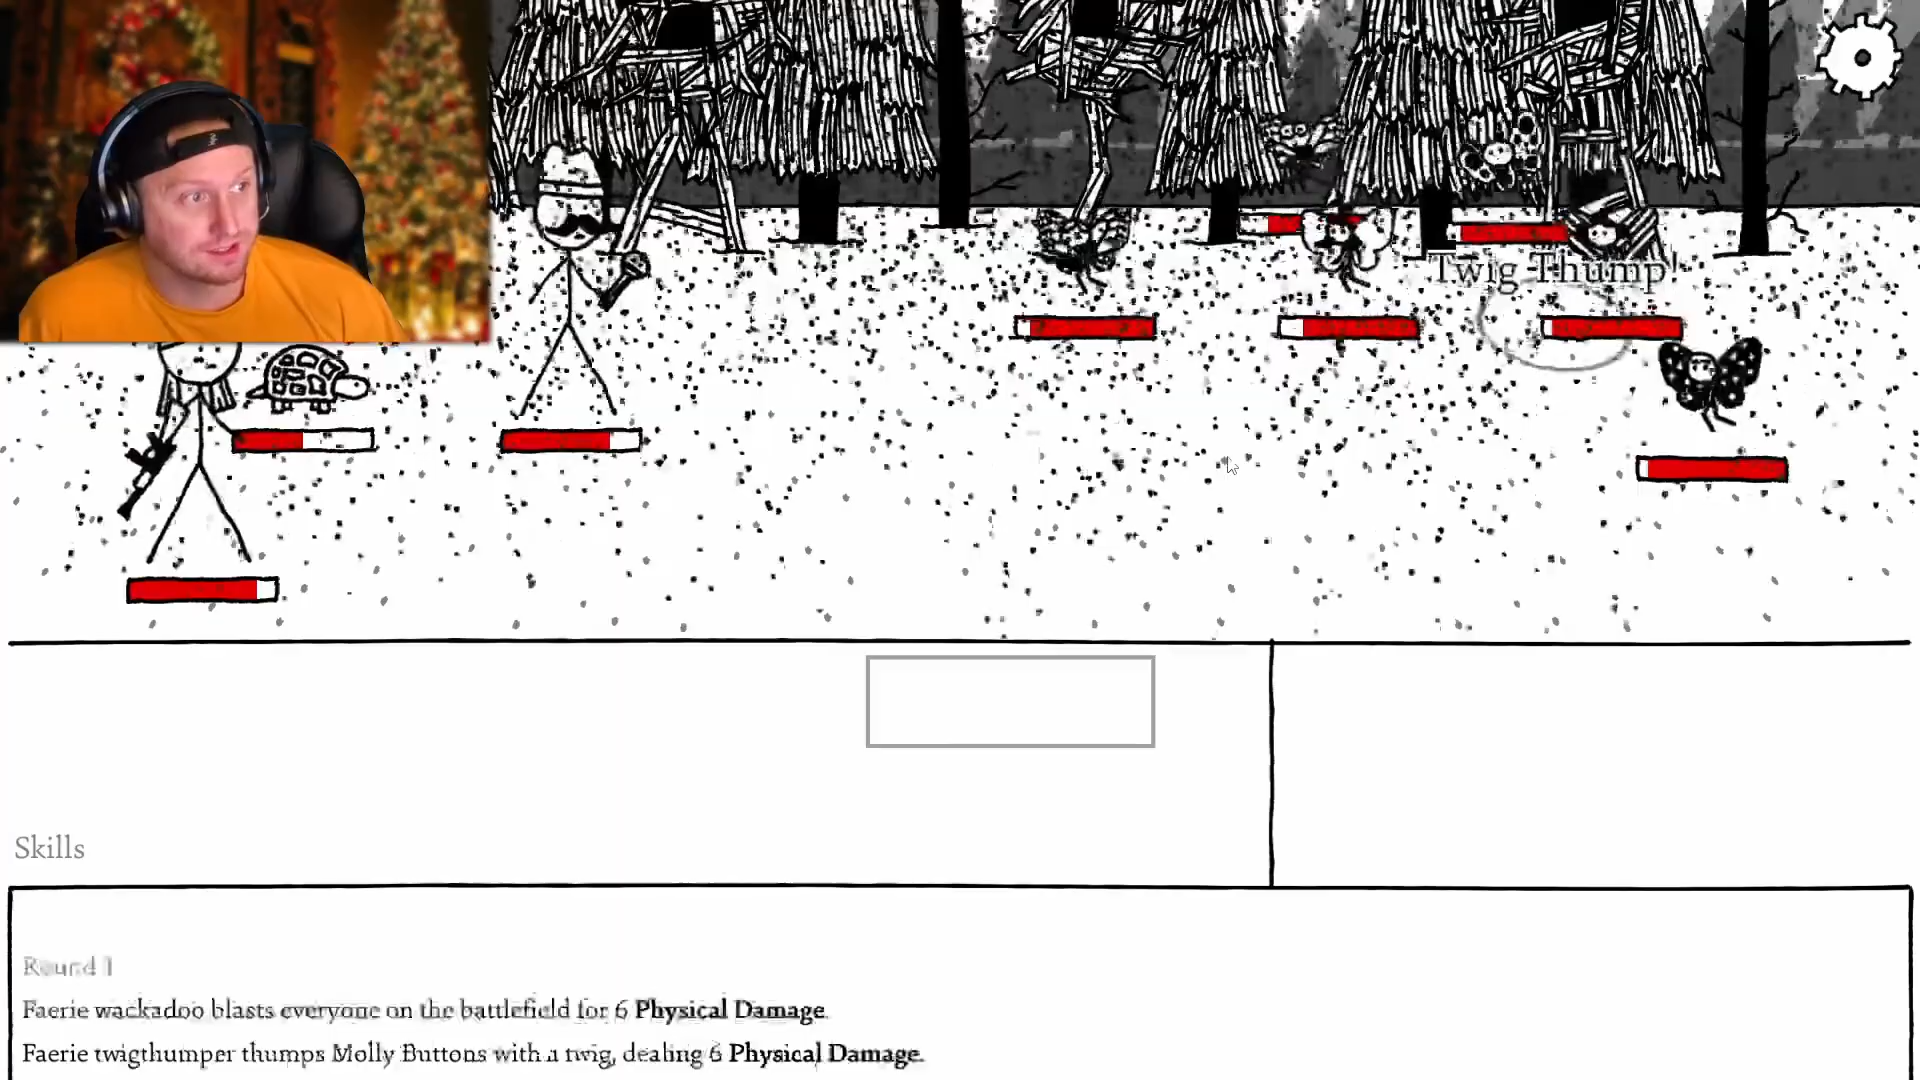 Twig Thump!
Skills
Round 1
Faerie wackadoo blasts everyone on the battlefield for 6 Physical Damage.
Faerie twigthumper thumps Molly Buttons with a twig, dealing 6 Physical Damage.